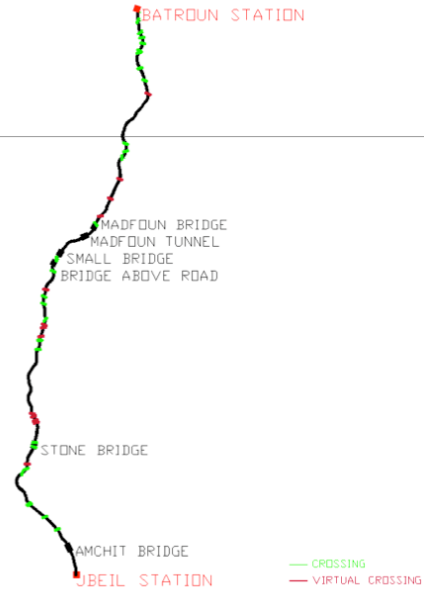 BATROUN STATION
MADFOUN BRIDGE
MADFOUN TUNNEL
SMALL BRIDGE
BRIDGE ABOVE ROAD
STONE BRIDGE
AMCHIT BRIDGE
JBEIL STATION
CROSSING
VIRTUAL CROSSING